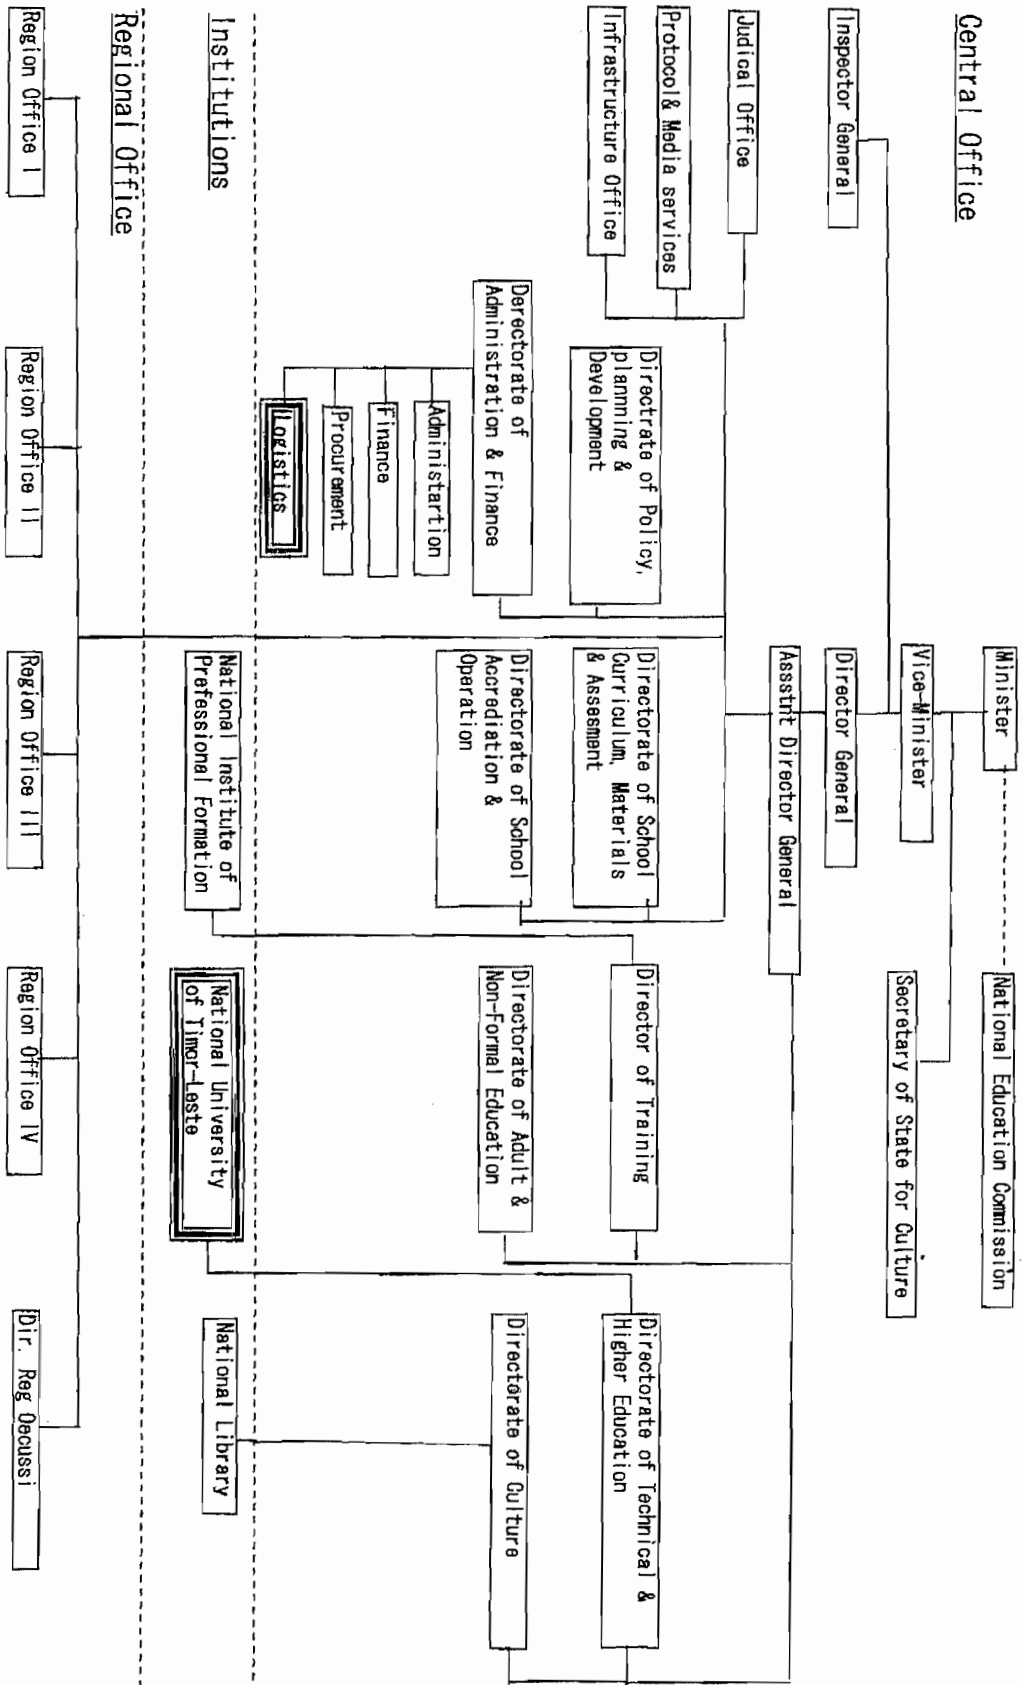 Central Office
Minister
National Education Commission
Vice-Minister
Secretary of State for Culture
Inspector General
Director General
Assstnt Director General
Judical Office
Protocol& Media services
Infrastructure Office
Directrate of Policy,
plannning &
Development
Directorate of School
Curriculum, Materials
& Assesment
Director of Training
Directorate of Technical &
Higher Education
Derectorate of
Administration & Finance
Directorate of School
Accrediation &
Operation
Directorate of Adult &
Non-Formal Education
Directorate of Culture
Administartion
Finance
Procurement
Logistics
Institutions
National Institute of
Prefessional Formation
National University
of Timor-Leste
National Library
Regional Office
Region Office I
Region Office II
Region Office III
Region Office IV
Dir. Reg Oecussi